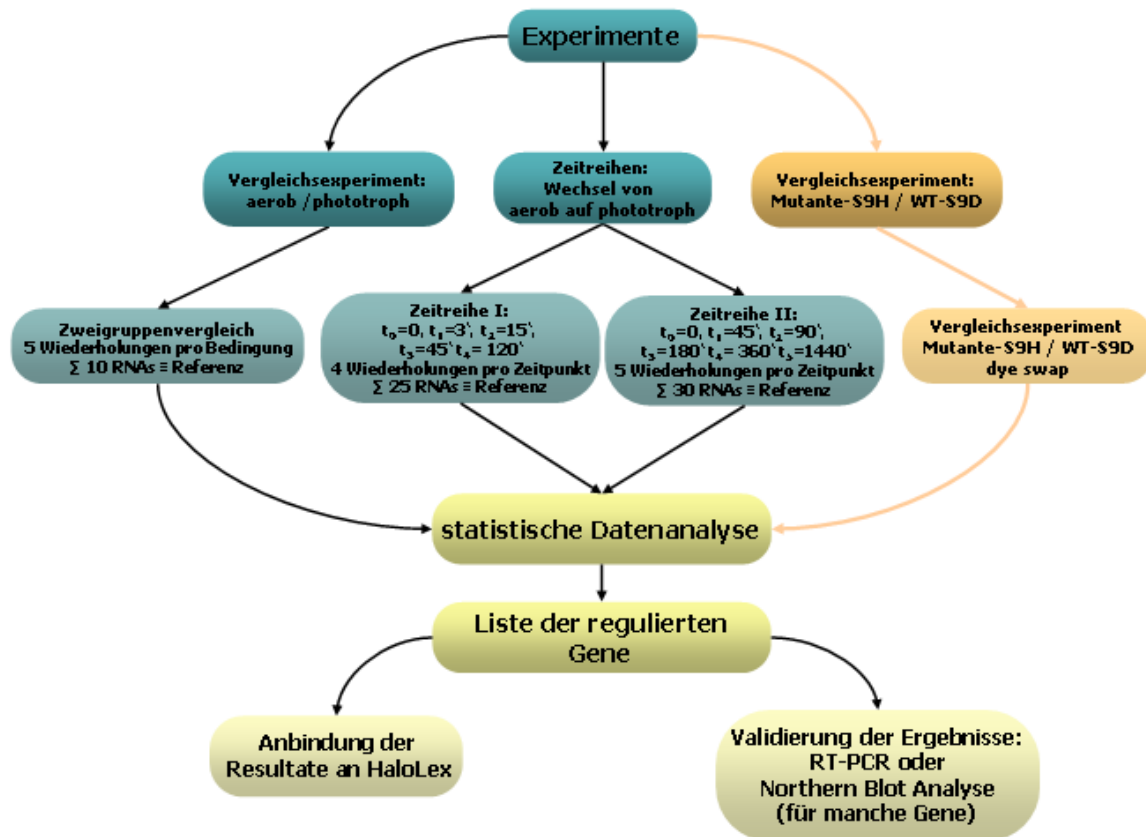 Experimente
Vergleichsexperiment:
aerob /phototroph
Zeitreihen:
Wechsel von
aerob auf phototroph
Vergleichsexperiment:
Mutante-S9H / WT-S9D
Zweigruppenvergleich
5 Wiederholungen pro Bedingung
∑ 10 RNAs ≡ Referenz
Zeitreihe I:
t₀=0, t₁=3‘, t₂=15‘,
t₃=45‘ t₄= 120‘
4 Wiederholungen pro Zeitpunkt
∑ 25 RNAs ≡ Referenz
Zeitreihe II:
t₀=0, t₁=45‘, t₂=90‘,
t₃=180‘ t₄= 360‘ t₅=1440‘
5 Wiederholungen pro Zeitpunkt
∑ 30 RNAs ≡ Referenz
Vergleichsexperiment
Mutante-S9H / WT-S9D
dye swap
statistische Datenanalyse
Liste der regulierten
Gene
Anbindung der
Resultate an HaloLex
Validierung der Ergebnisse:
RT-PCR oder
Northern Blot Analyse
(für manche Gene)